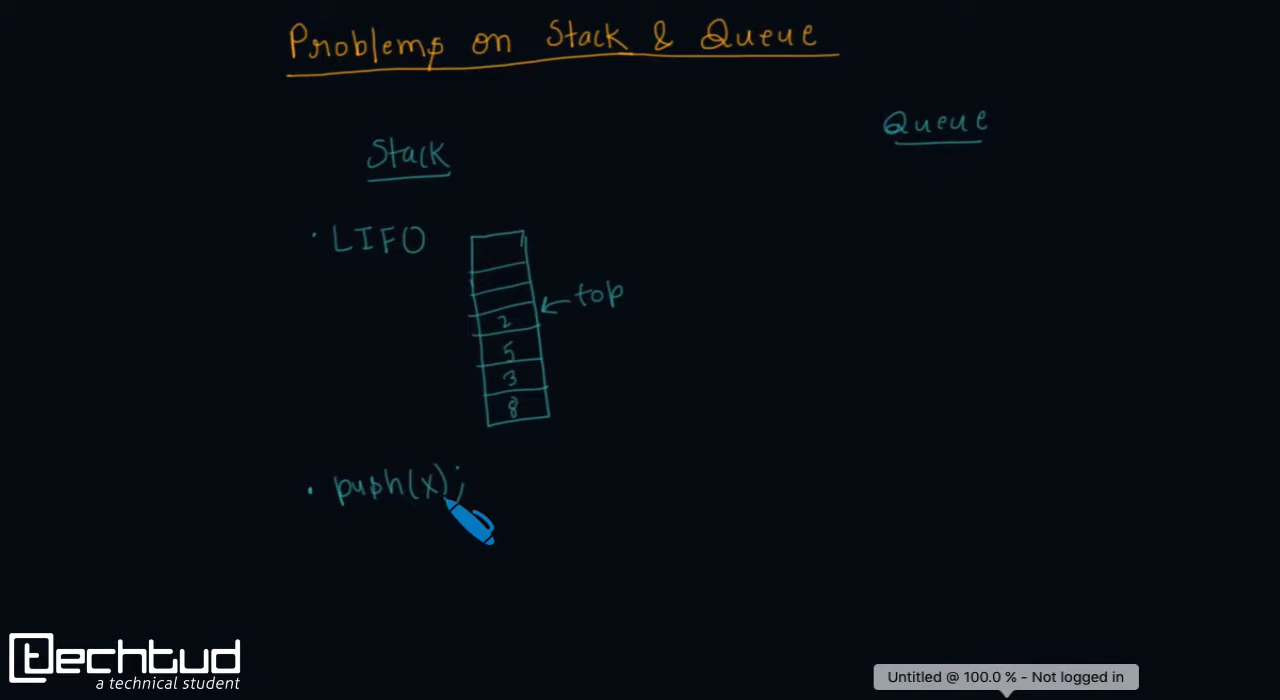 Problems on Stack & Queue
Stack
Queue
· LIFO
top
2
5
3
8
· push(x);
techtud
a technical student
Untitled @ 100.0 % - Not logged in